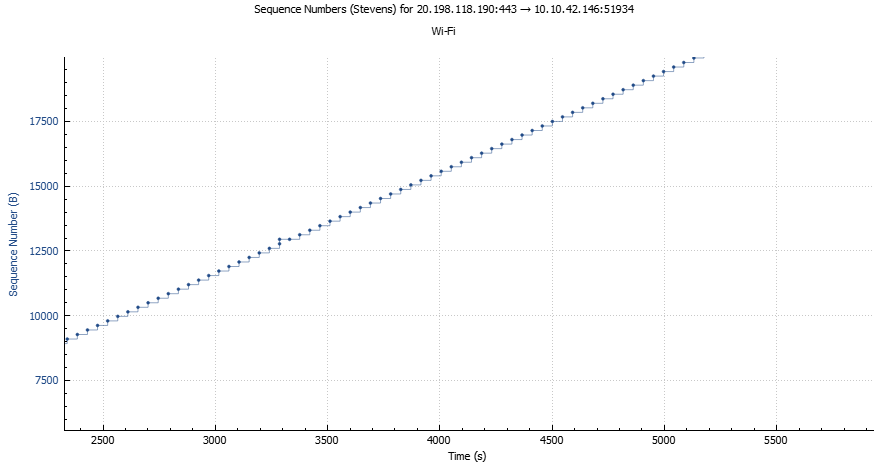 Sequence Numbers (Stevens) for 20.198.118.190:443 → 10.10.42.146:51934
Wi-Fi
17500
15000
12500
10000
7500
Sequence Number (B)
2500 3000 3500 4000 4500 5000 5500
Time (s)